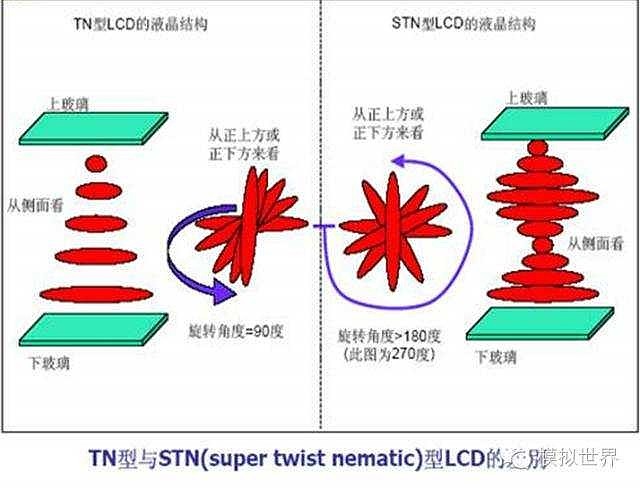 TN型LCD的液晶结构
STN型LCD的液晶结构
上玻璃
从正上方或
正下方来看
从侧面看
旋转角度=90度
下玻璃
从正上方或
正下方来看
上玻璃
从侧面看
旋转角度>180度
(此图为270度)
下玻璃
TN型与STN(super twist nematic)型LCD的 别
模拟世界